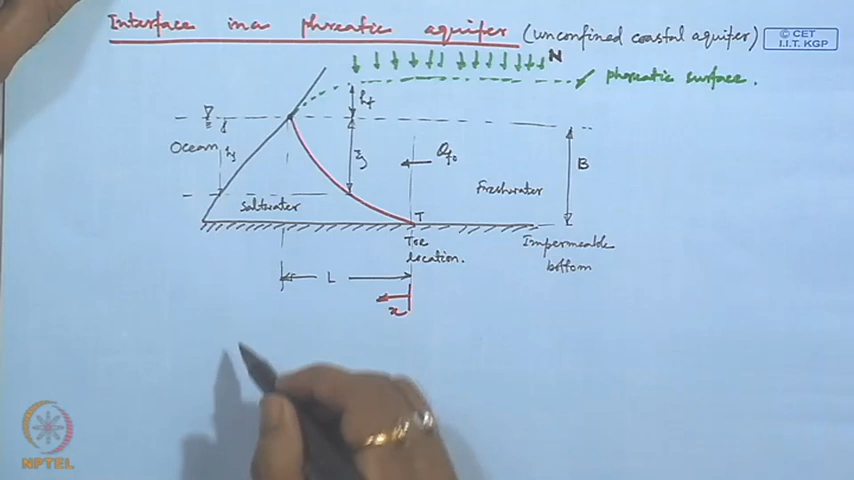 Interface in a phreatic aquifer (unconfined coastal aquifer)
© CET
I.I.T. KGP
N
phreatic surface.
hf
Ocean
ξ
B
Freshwater
saltwater
T
Toe
location.
Impermeable
bottom
L
x
NPTEL